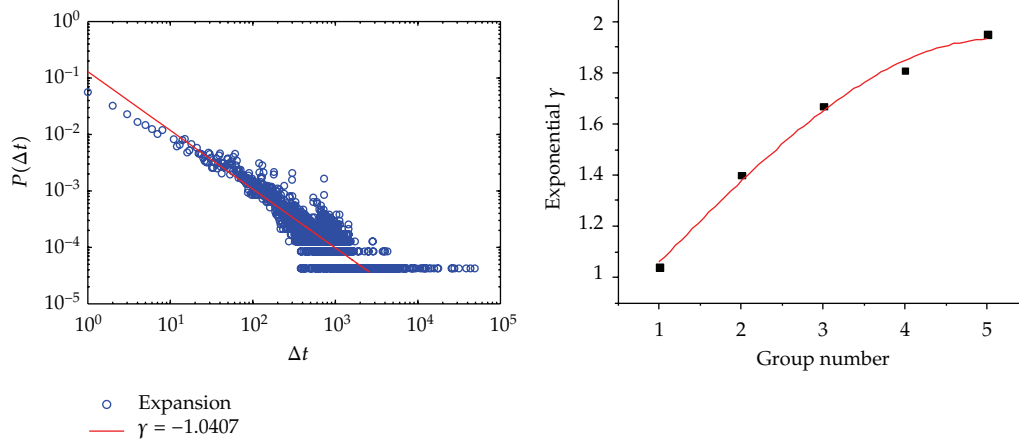 10^0
10^−1
10^−2
10^−3
10^−4
10^−5
P(Δt)
10^0 10^1 10^2 10^3 10^4 10^5
Δt
Expansion
γ = −1.0407
2
1.8
1.6
1.4
1.2
1
Exponential γ
1 2 3 4 5
Group number